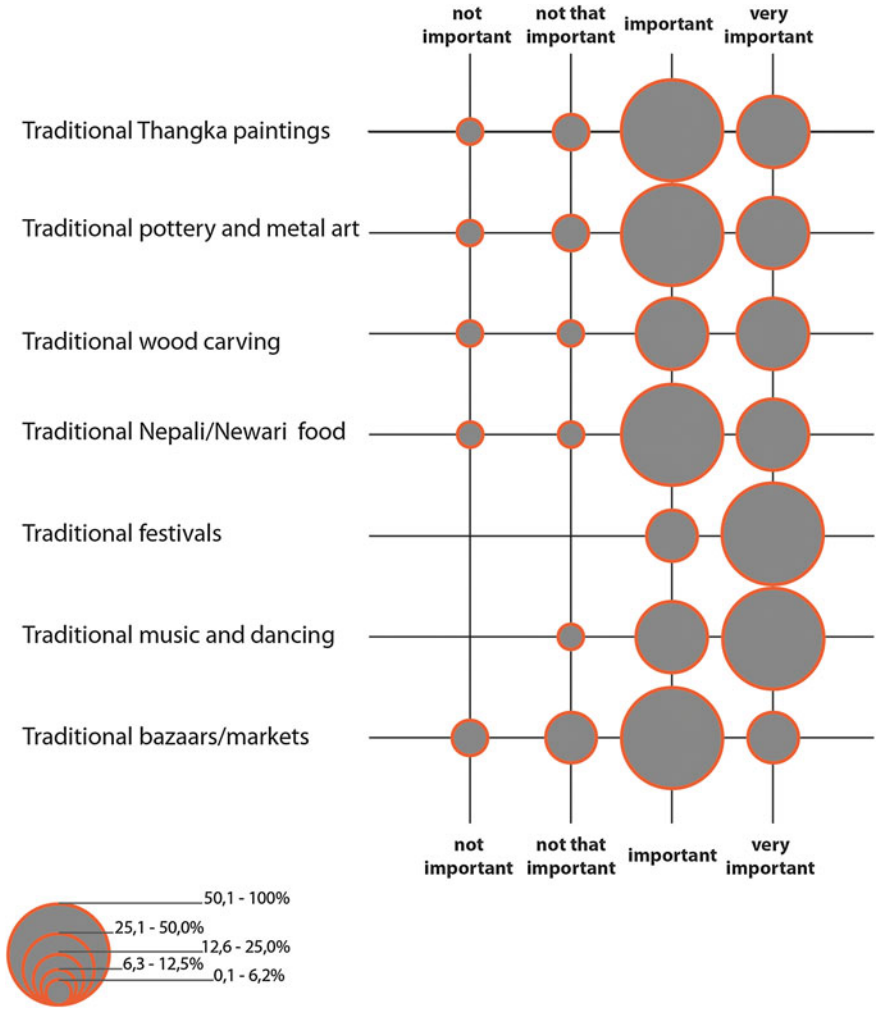 not
important
not that
important
important
very
important
Traditional Thangka paintings
Traditional pottery and metal art
Traditional wood carving
Traditional Nepali/Newari food
Traditional festivals
Traditional music and dancing
Traditional bazaars/markets
not
important
not that
important
important
very
important
50,1 - 100%
25,1 - 50,0%
12,6 - 25,0%
6,3 - 12,5%
0,1 - 6,2%